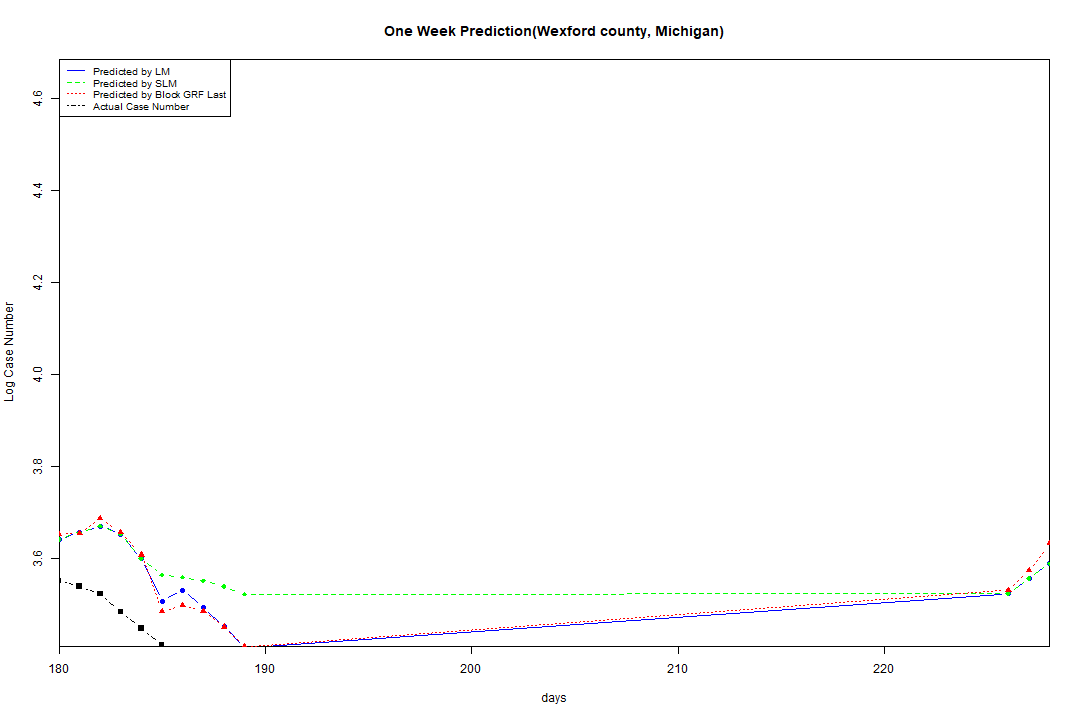 One Week Prediction(Wexford county, Michigan)
Predicted by LM
Predicted by SLM
Predicted by Block GRF Last
Actual Case Number
4.6
4.4
4.2
4.0
3.8
3.6
Log Case Number
180 190 200 210 220
days